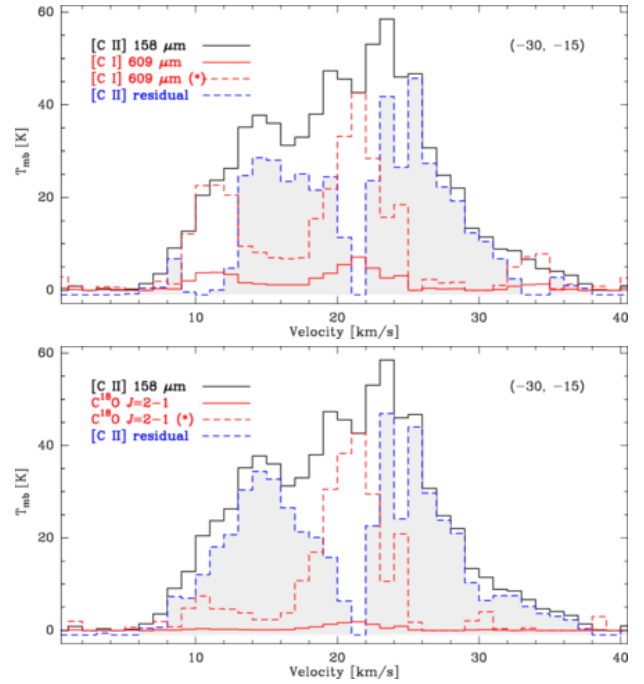 60
[C II] 158 μm
(−30, −15)
[C I] 609 μm
[C I] 609 μm (*)
[C II] residual
40
T_mb [K]
20
0
10 20 30 40
Velocity [km/s]
60
[C II] 158 μm
(−30, −15)
C¹⁸O J=2−1
C¹⁸O J=2−1 (*)
[C II] residual
40
T_mb [K]
20
0
10 20 30 40
Velocity [km/s]